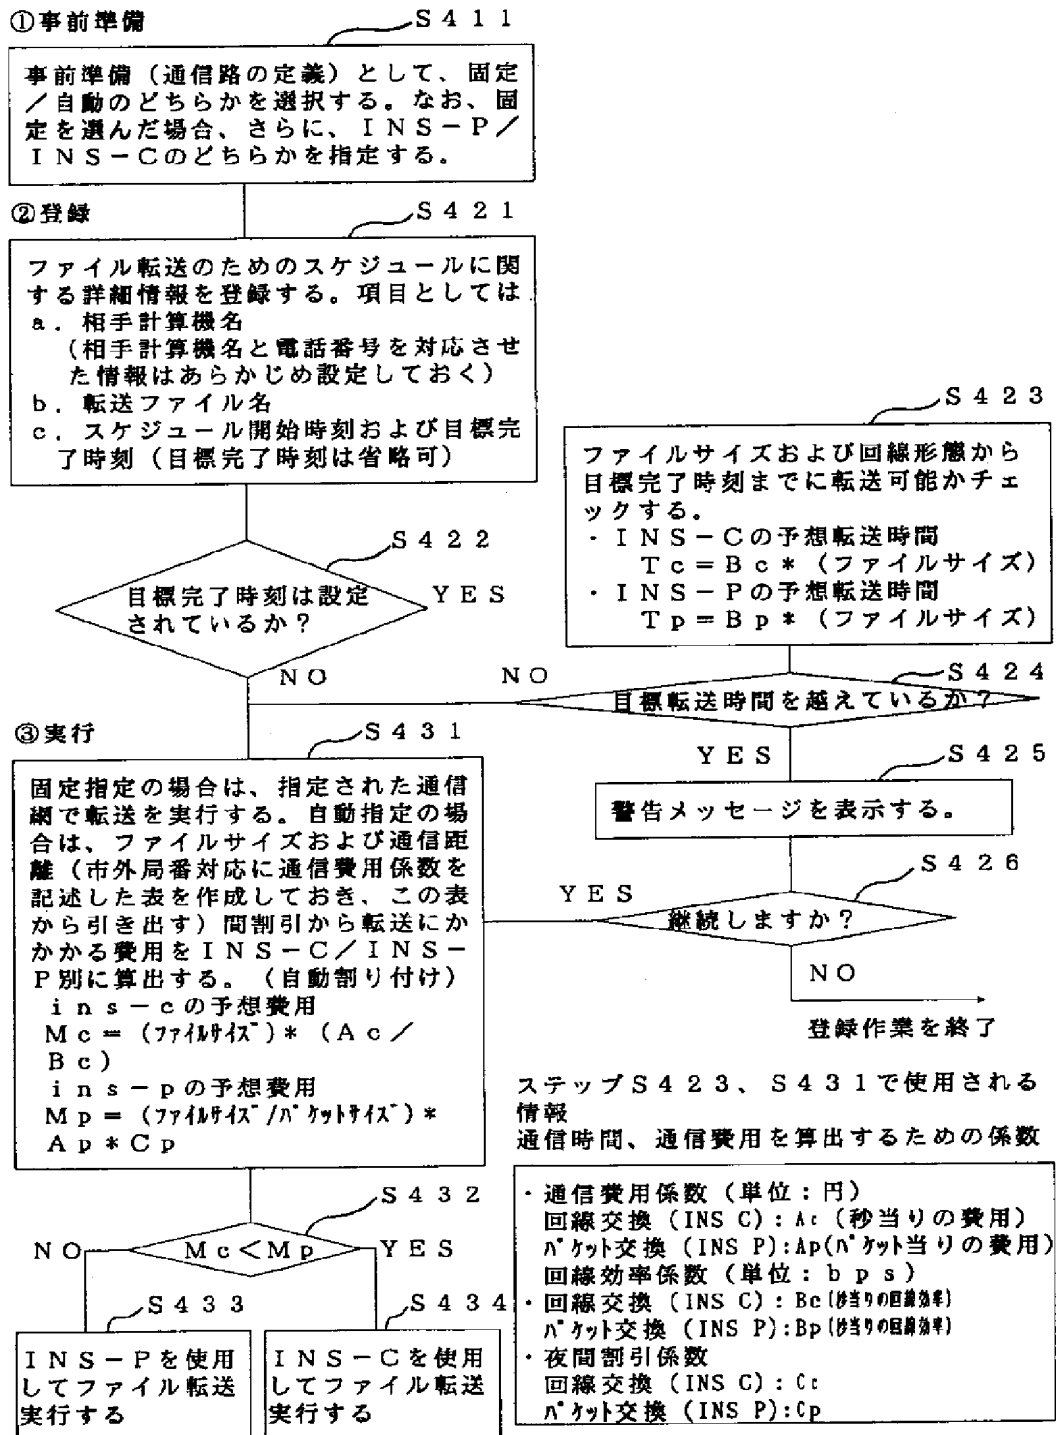 ①事前準備
S411
事前準備（通信路の定義）として、固定
／自動のどちらかを選択する。なお、固
定を選んだ場合、さらに、INS－P／
INS－Cのどちらかを指定する。
②登録
S421
ファイル転送のためのスケジュールに関
する詳細情報を登録する。項目としては
a．相手計算機名
（相手計算機名と電話番号を対応させ
た情報はあらかじめ設定しておく）
b．転送ファイル名
c．スケジュール開始時刻および目標完
了時刻（目標完了時刻は省略可）
S422
目標完了時刻は設定
されているか？
YES
NO
S423
ファイルサイズおよび回線形態から
目標完了時刻までに転送可能かチェ
ックする。
・INS－Cの予想転送時間
Tc＝Bc＊（ファイルサイズ）
・INS－Pの予想転送時間
Tp＝Bp＊（ファイルサイズ）
S424
NO
目標転送時間を越えているか？
YES
S425
警告メッセージを表示する。
S426
YES
継続しますか？
NO
登録作業を終了
③実行
S431
固定指定の場合は、指定された通信
網で転送を実行する。自動指定の場
合は、ファイルサイズおよび通信距
離（市外局番対応に通信費用係数を
記述した表を作成しておき、この表
から引き出す）間割引から転送にか
かかる費用をINS－C／INS－
P別に算出する。（自動割り付け）
ins－cの予想費用
Mc＝（ﾌｧｲﾙｻｲｽﾞ）＊（Ac／
Bc）
ins－pの予想費用
Mp＝（ﾌｧｲﾙｻｲｽﾞ/ﾊﾟｹｯﾄｻｲｽﾞ）＊
Ap＊Cp
S432
NO
Mc＜Mp
YES
S433
INS－Pを使用
してファイル転送
実行する
S434
INS－Cを使用
してファイル転送
実行する
ステップS423、S431で使用される
情報
通信時間、通信費用を算出するための係数
・通信費用係数（単位：円）
回線交換（INS C）：Ac（秒当りの費用）
ﾊﾟｹｯﾄ交換（INS P）：Ap(ﾊﾟｹｯﾄ当りの費用)
回線効率係数（単位：bps）
・回線交換（INS C）：Bc(秒当りの回線効率)
ﾊﾟｹｯﾄ交換（INS P）：Bp(秒当りの回線効率)
・夜間割引係数
回線交換（INS C）：Cc
ﾊﾟｹｯﾄ交換（INS P）：Cp